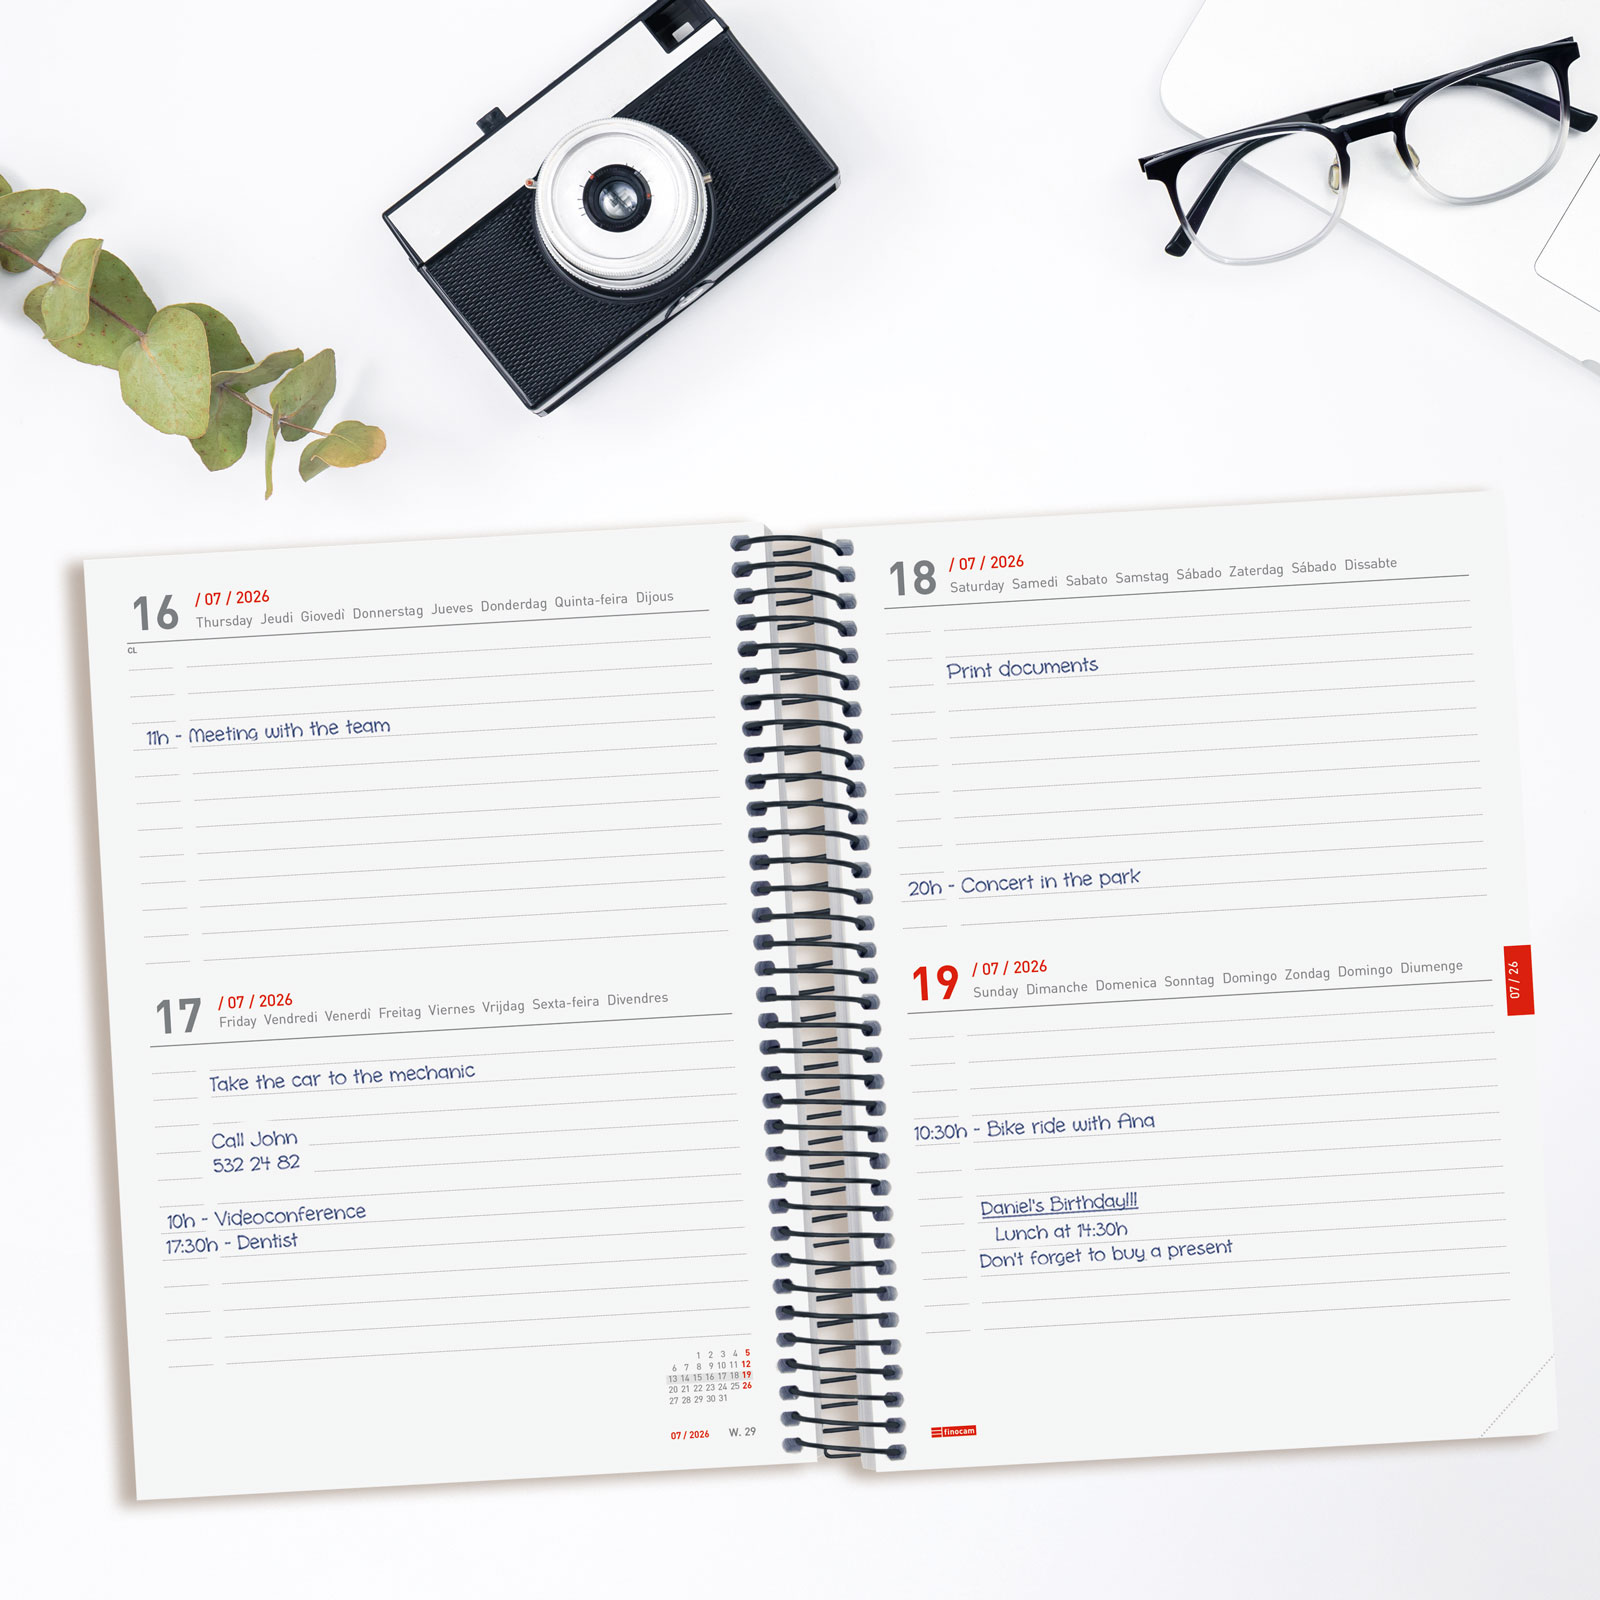 16 / 07 / 2026
Thursday Jeudi Giovedì Donnerstag Jueves Donderdag Quinta-feira Dijous
CL
11h - Meeting with the team
17 / 07 / 2026
Friday Vendredi Venerdì Freitag Viernes Vrijdag Sexta-feira Divendres
Take the car to the mechanic
Call John
532 24 82
10h - Videoconference
17:30h - Dentist
1 2 3 4 5
6 7 8 9 10 11 12
13 14 15 16 17 18 19
20 21 22 23 24 25 26
27 28 29 30 31
07 / 2026 W. 29
18 / 07 / 2026
Saturday Samedi Sabato Samstag Sábado Zaterdag Sábado Dissabte
Print documents
20h - Concert in the park
19 / 07 / 2026
Sunday Dimanche Domenica Sonntag Domingo Zondag Domingo Diumenge
07 / 26
10:30h - Bike ride with Ana
Daniel's Birthday!!!
Lunch at 14:30h
Don't forget to buy a present
finocam